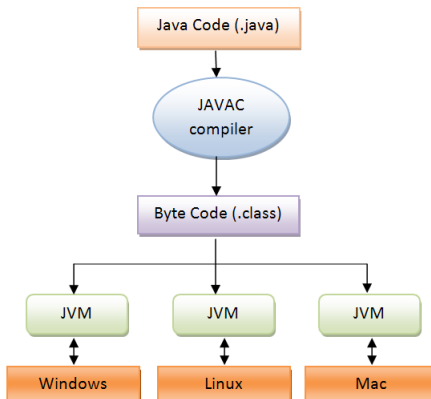 Java Code (.java)
JAVAC
compiler
Byte Code (.class)
JVM
JVM
JVM
Windows
Linux
Mac